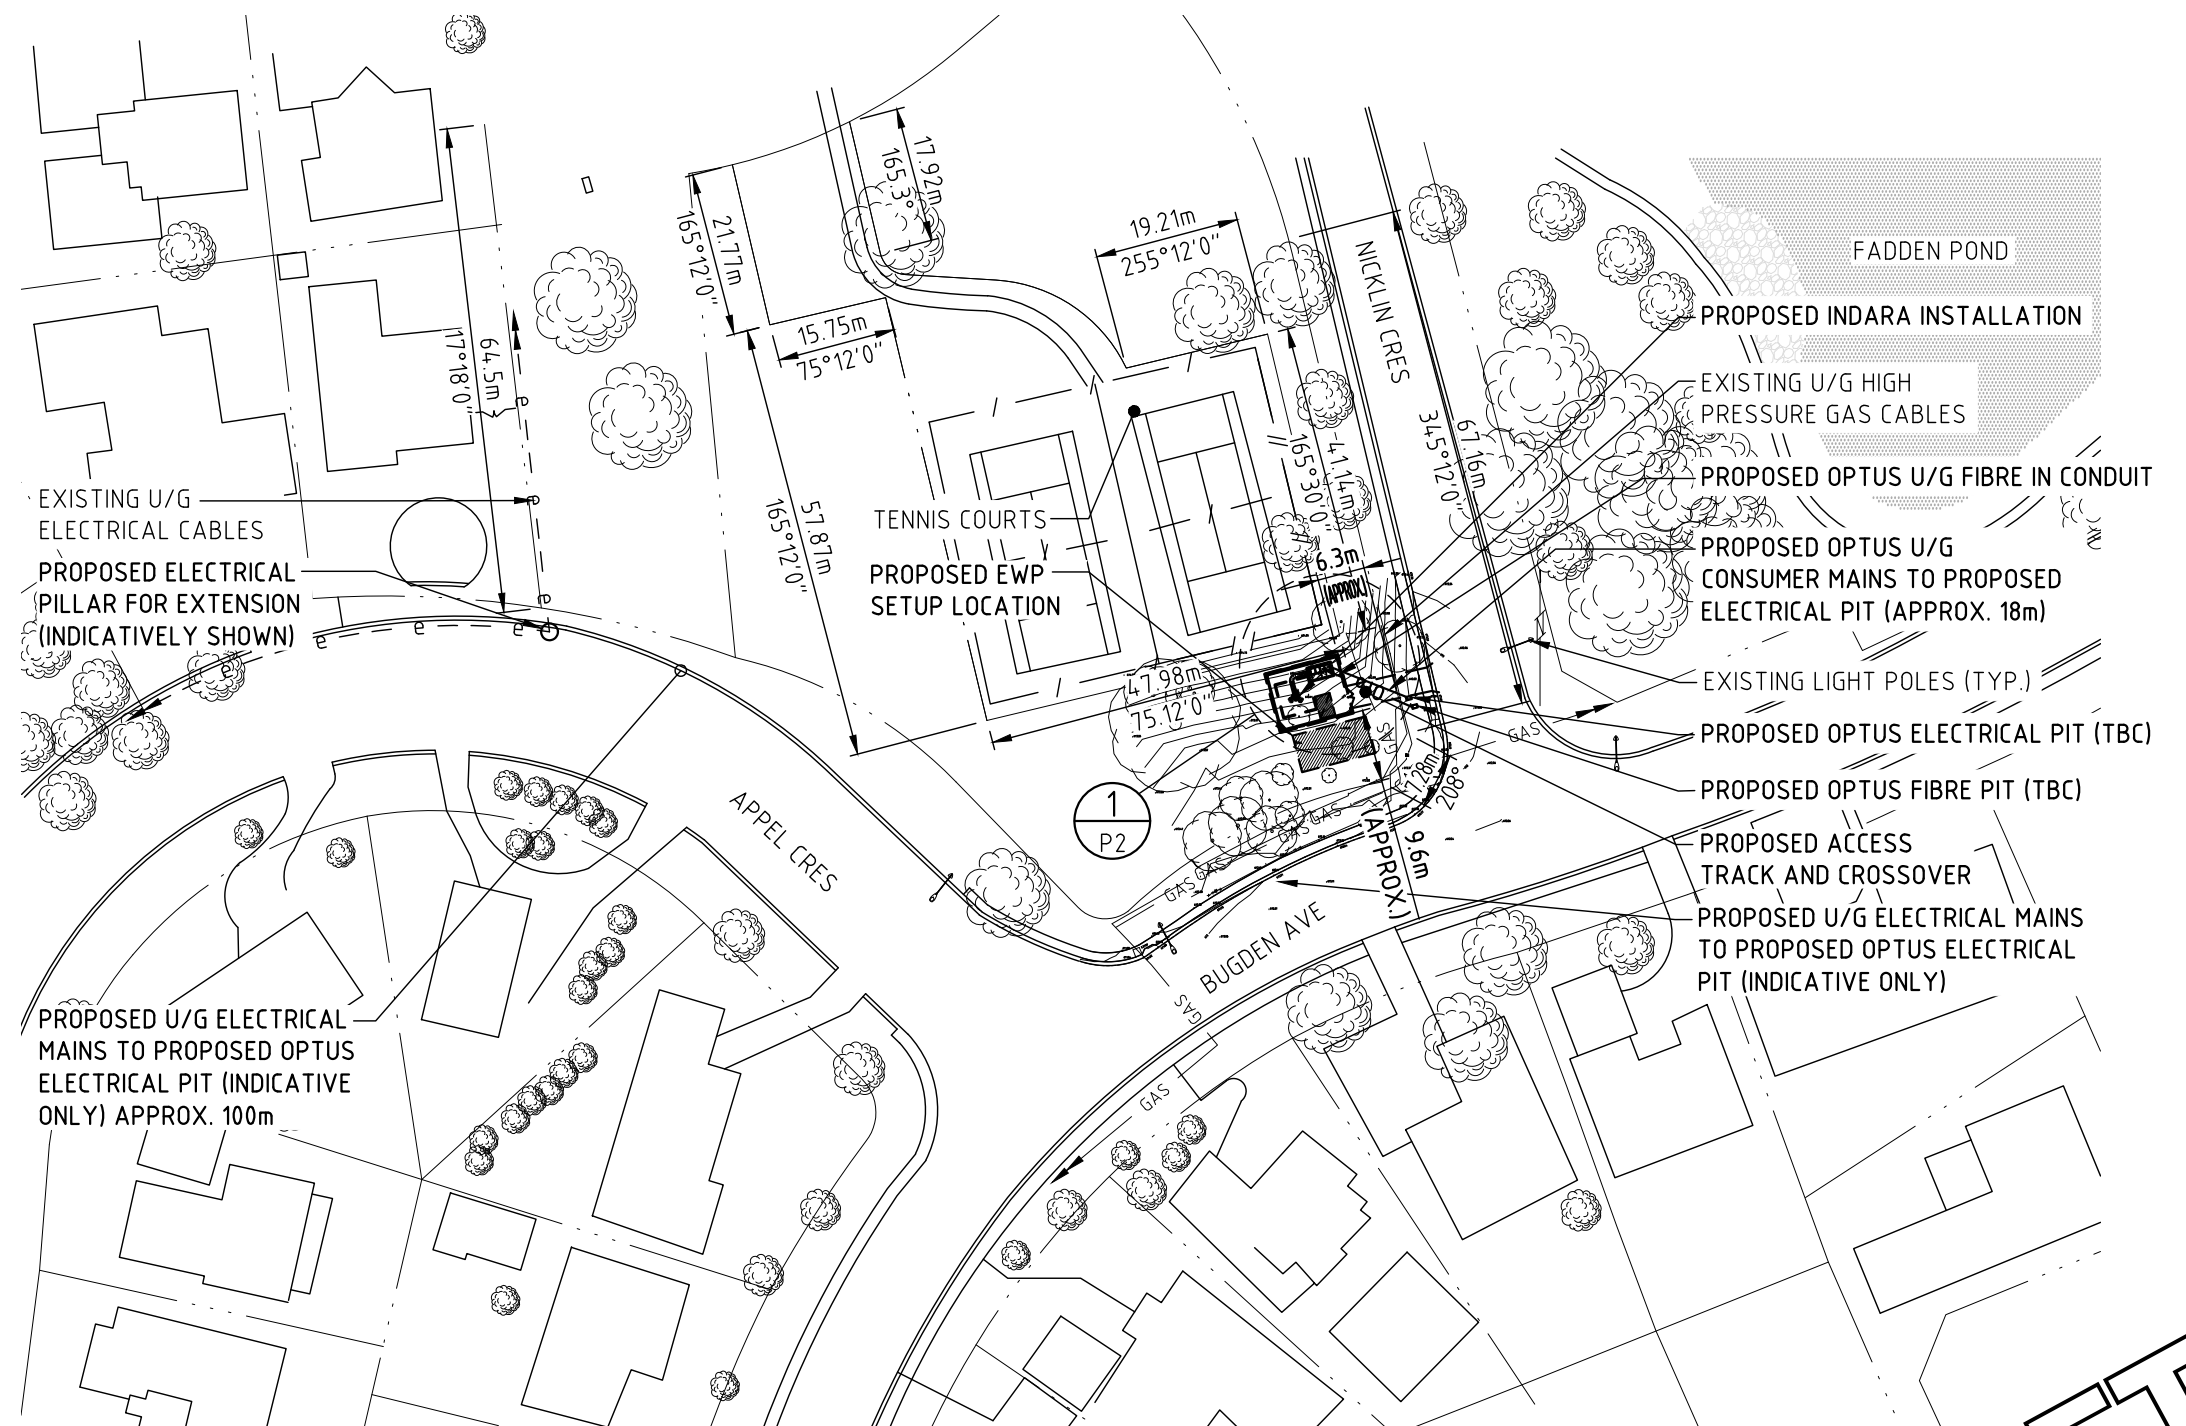 17.92m
165.3°
21.77m
165°12'0"
19.21m
255°12'0"
15.75m
75°12'0"
NICKLIN CRES
FADDEN POND
PROPOSED INDARA INSTALLATION
EXISTING U/G HIGH
PRESSURE GAS CABLES
PROPOSED OPTUS U/G FIBRE IN CONDUIT
PROPOSED OPTUS U/G
CONSUMER MAINS TO PROPOSED
ELECTRICAL PIT (APPROX. 18m)
EXISTING LIGHT POLES (TYP.)
PROPOSED OPTUS ELECTRICAL PIT (TBC)
PROPOSED OPTUS FIBRE PIT (TBC)
PROPOSED ACCESS
TRACK AND CROSSOVER
PROPOSED U/G ELECTRICAL MAINS
TO PROPOSED OPTUS ELECTRICAL
PIT (INDICATIVE ONLY)
64.5m
17°18'0"
e
e
e
e
e
e
e
EXISTING U/G
ELECTRICAL CABLES
PROPOSED ELECTRICAL
PILLAR FOR EXTENSION
(INDICATIVELY SHOWN)
57.87m
165°12'0"
TENNIS COURTS
PROPOSED EWP
SETUP LOCATION
41.14m
165°30'0"
67.16m
345°12'0"
6.3m
(APPROX.)
47.98m
75.12'0"
1
P2
GAS
GAS
GAS
GAS
GAS
GAS
GAS
GAS
7.28m
208°
9.6m
(APPROX.)
APPEL CRES
BUGDEN AVE
PROPOSED U/G ELECTRICAL
MAINS TO PROPOSED OPTUS
ELECTRICAL PIT (INDICATIVE
ONLY) APPROX. 100m